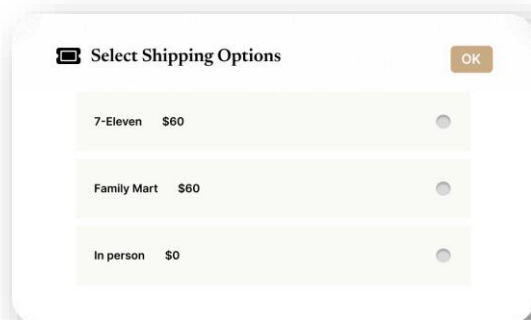 Select Shipping Options
OK
7-Eleven $60
Family Mart $60
In person $0